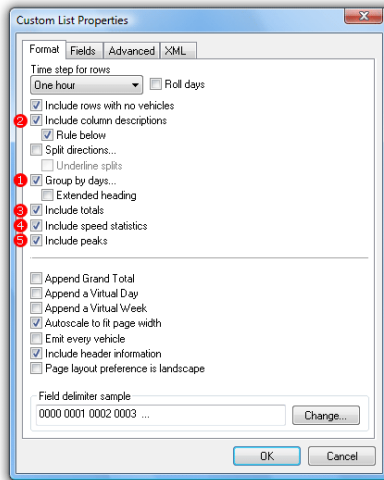 Custom List Properties
Format Fields Advanced XML
Time step for rows
One hour Roll days
Include rows with no vehicles
2 Include column descriptions
Rule below
Split directions...
Underline splits
1 Group by days...
Extended heading
3 Include totals
4 Include speed statistics
5 Include peaks
Append Grand Total
Append a Virtual Day
Append a Virtual Week
Autoscale to fit page width
Emit every vehicle
Include header information
Page layout preference is landscape
Field delimiter sample
0000 0001 0002 0003 ... Change...
OK Cancel